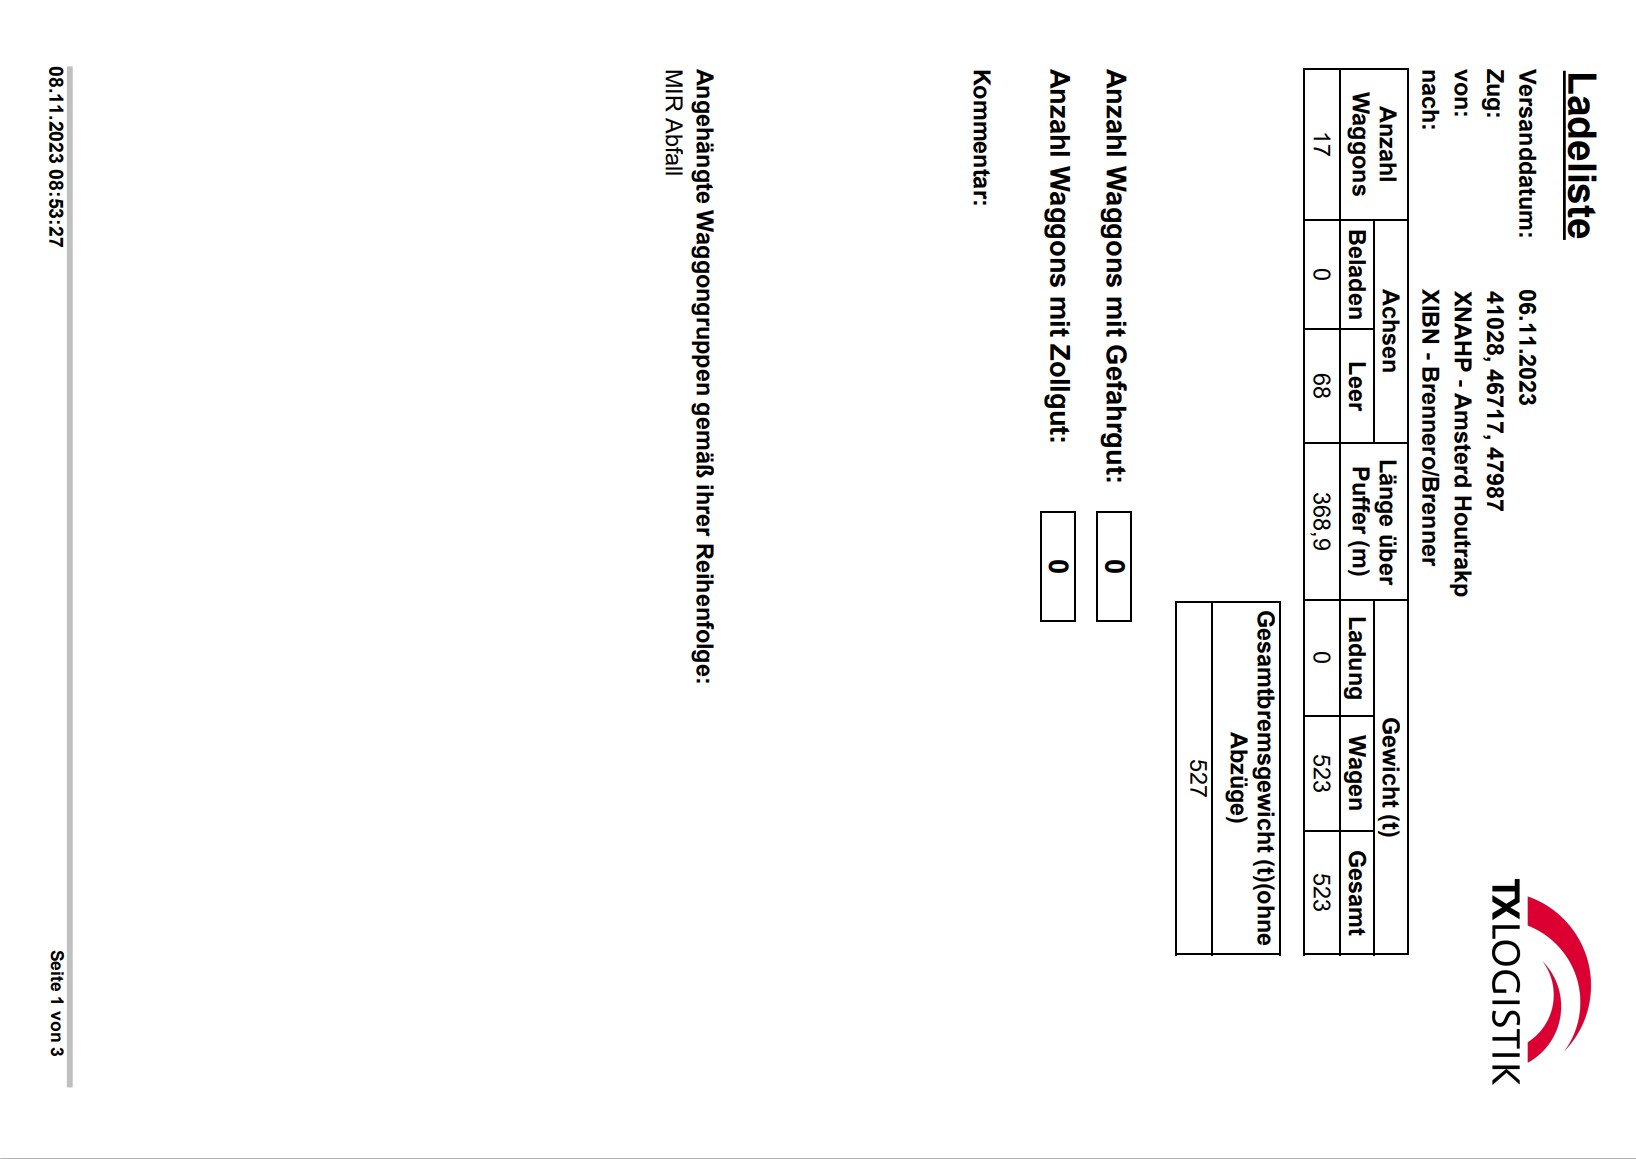 Ladeliste
TXLOGISTIK
Versanddatum: 06.11.2023
Zug: 41028, 46717, 47987
von: XNAHP - Amsterd Houtrakp
nach: XIBN - Brennero/Brenner
Anzahl Waggons Achsen Länge über Puffer (m) Gewicht (t)
Beladen Leer Ladung Wagen Gesamt
17 0 68 368,9 0 523 523
Gesamtbremsgewicht (t)(ohne
Abzüge)
527
Anzahl Waggons mit Gefahrgut: 0
Anzahl Waggons mit Zollgut: 0
Kommentar:
Angehängte Waggongruppen gemäß ihrer Reihenfolge:
MIR Abfall
08.11.2023 08:53:27 Seite 1 von 3